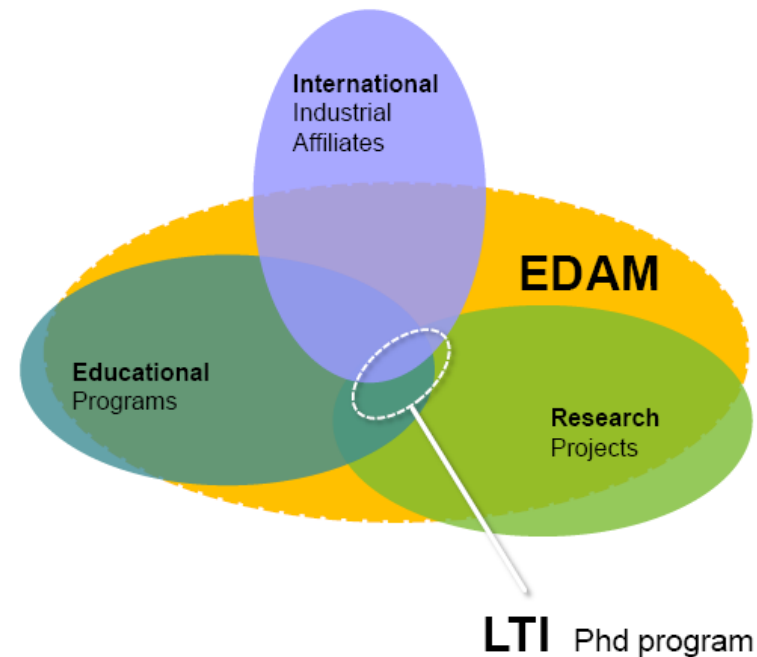 International
Industrial
Affiliates
EDAM
Educational
Programs
Research
Projects
LTI Phd program